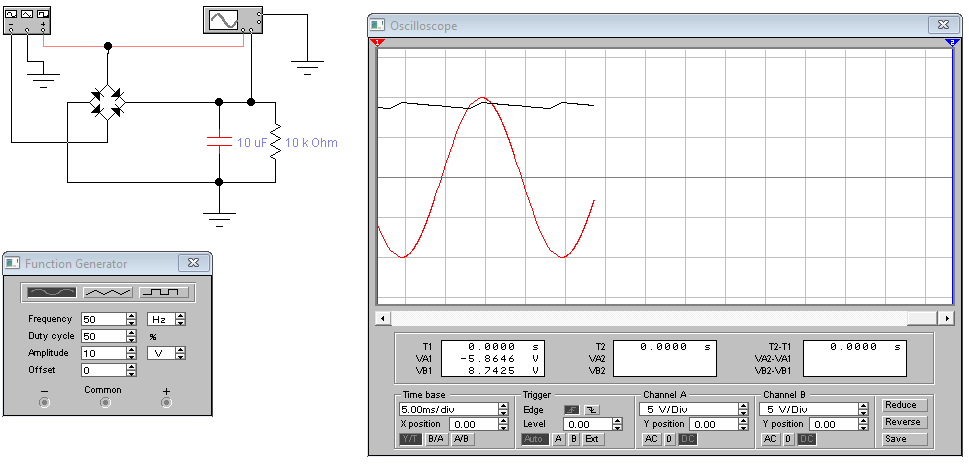 Oscilloscope
1
2
−
+
10 uF
10 k Ohm
Function Generator
Frequency 50 Hz
Duty cycle 50 %
Amplitude 10 V
Offset 0
− Common +
T1 0.0000 s
VA1 -5.8646 V
VB1 8.7425 V
T2 0.0000 s
VA2
VB2
T2-T1 0.0000 s
VA2-VA1
VB2-VB1
Time base
5.00ms/div
X position 0.00
Y/T B/A A/B
Trigger
Edge
Level 0.00
Auto A B Ext
Channel A
5 V/Div
Y position 0.00
AC 0 DC
Channel B
5 V/Div
Y position 0.00
AC 0 DC
Reduce
Reverse
Save